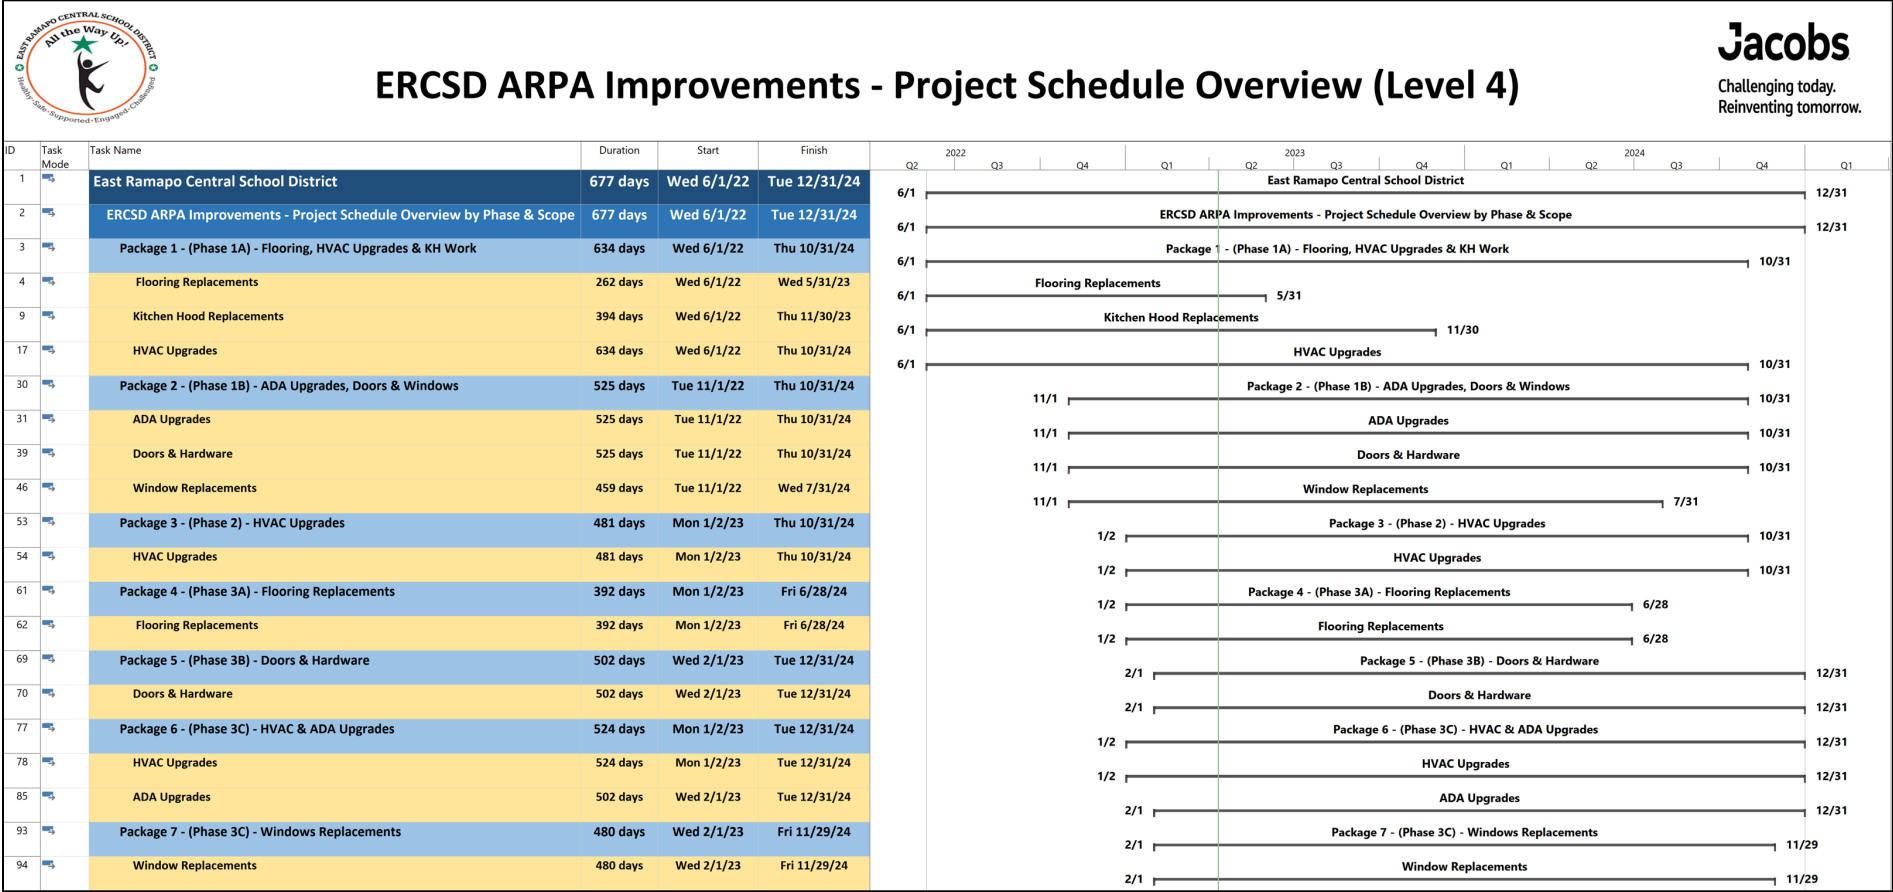 EAST RAMAPO CENTRAL SCHOOL DISTRICT
All the Way Up!
Healthy-Safe-Supported-Engaged-Challenged
Jacobs
Challenging today.
Reinventing tomorrow.
ERCSD ARPA Improvements - Project Schedule Overview (Level 4)
ID Task Mode Task Name Duration Start Finish
2022 2023 2024
Q2 Q3 Q4 Q1 Q2 Q3 Q4 Q1 Q2 Q3 Q4 Q1
1 East Ramapo Central School District 677 days Wed 6/1/22 Tue 12/31/24 East Ramapo Central School District
6/1 12/31
2 ERCSD ARPA Improvements - Project Schedule Overview by Phase & Scope 677 days Wed 6/1/22 Tue 12/31/24 ERCSD ARPA Improvements - Project Schedule Overview by Phase & Scope
6/1 12/31
3 Package 1 - (Phase 1A) - Flooring, HVAC Upgrades & KH Work 634 days Wed 6/1/22 Thu 10/31/24 Package 1 - (Phase 1A) - Flooring, HVAC Upgrades & KH Work
6/1 10/31
4 Flooring Replacements 262 days Wed 6/1/22 Wed 5/31/23 Flooring Replacements
6/1 5/31
9 Kitchen Hood Replacements 394 days Wed 6/1/22 Thu 11/30/23 Kitchen Hood Replacements
6/1 11/30
17 HVAC Upgrades 634 days Wed 6/1/22 Thu 10/31/24 HVAC Upgrades
6/1 10/31
30 Package 2 - (Phase 1B) - ADA Upgrades, Doors & Windows 525 days Tue 11/1/22 Thu 10/31/24 Package 2 - (Phase 1B) - ADA Upgrades, Doors & Windows
11/1 10/31
31 ADA Upgrades 525 days Tue 11/1/22 Thu 10/31/24 ADA Upgrades
11/1 10/31
39 Doors & Hardware 525 days Tue 11/1/22 Thu 10/31/24 Doors & Hardware
11/1 10/31
46 Window Replacements 459 days Tue 11/1/22 Wed 7/31/24 Window Replacements
11/1 7/31
53 Package 3 - (Phase 2) - HVAC Upgrades 481 days Mon 1/2/23 Thu 10/31/24 Package 3 - (Phase 2) - HVAC Upgrades
1/2 10/31
54 HVAC Upgrades 481 days Mon 1/2/23 Thu 10/31/24 HVAC Upgrades
1/2 10/31
61 Package 4 - (Phase 3A) - Flooring Replacements 392 days Mon 1/2/23 Fri 6/28/24 Package 4 - (Phase 3A) - Flooring Replacements
1/2 6/28
62 Flooring Replacements 392 days Mon 1/2/23 Fri 6/28/24 Flooring Replacements
1/2 6/28
69 Package 5 - (Phase 3B) - Doors & Hardware 502 days Wed 2/1/23 Tue 12/31/24 Package 5 - (Phase 3B) - Doors & Hardware
2/1 12/31
70 Doors & Hardware 502 days Wed 2/1/23 Tue 12/31/24 Doors & Hardware
2/1 12/31
77 Package 6 - (Phase 3C) - HVAC & ADA Upgrades 524 days Mon 1/2/23 Tue 12/31/24 Package 6 - (Phase 3C) - HVAC & ADA Upgrades
1/2 12/31
78 HVAC Upgrades 524 days Mon 1/2/23 Tue 12/31/24 HVAC Upgrades
1/2 12/31
85 ADA Upgrades 502 days Wed 2/1/23 Tue 12/31/24 ADA Upgrades
2/1 12/31
93 Package 7 - (Phase 3C) - Windows Replacements 480 days Wed 2/1/23 Fri 11/29/24 Package 7 - (Phase 3C) - Windows Replacements
2/1 11/29
94 Window Replacements 480 days Wed 2/1/23 Fri 11/29/24 Window Replacements
2/1 11/29